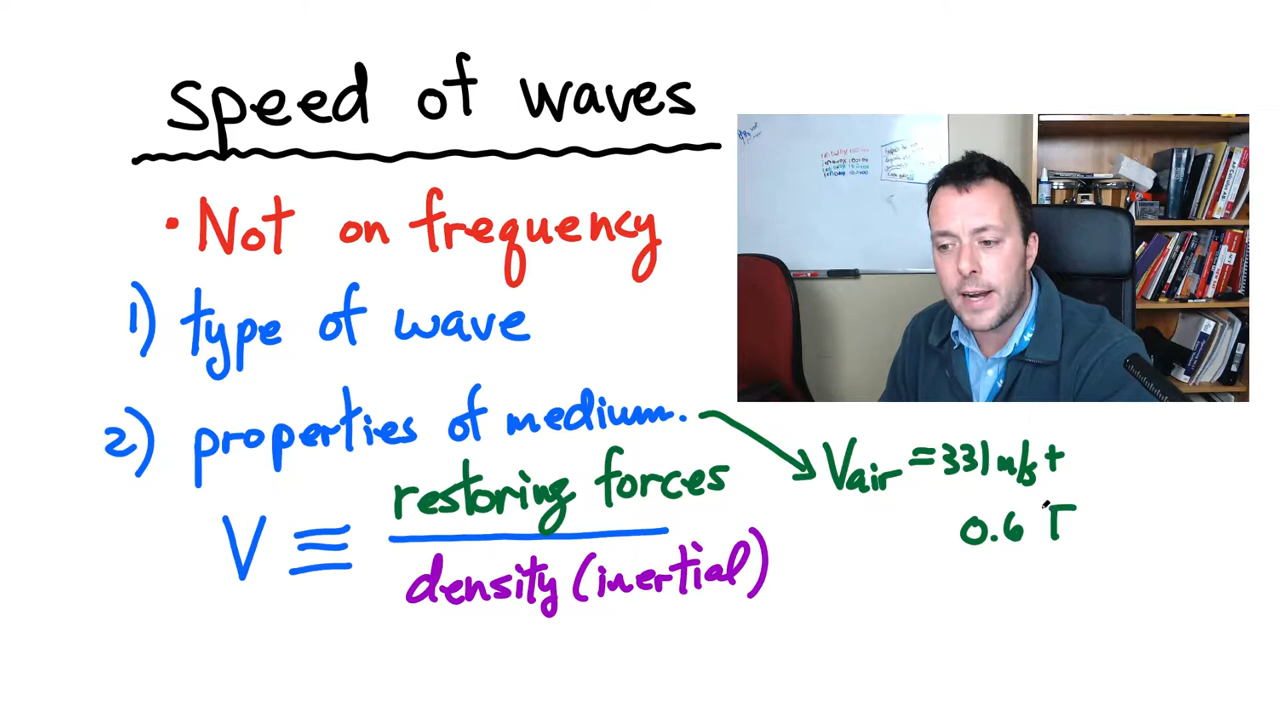 speed of waves
• Not on frequency
1) type of wave
2) properties of medium.
restoring forces
V ≡
density (inertial)
Vair = 331 m/s +
0.6 T